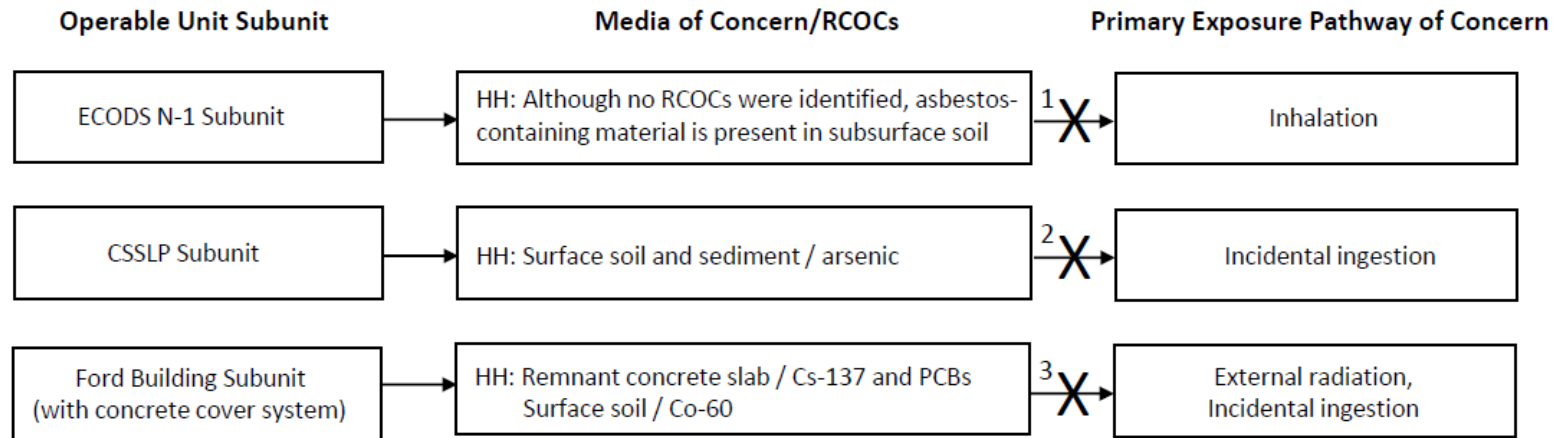 Operable Unit Subunit
Media of Concern/RCOCs
Primary Exposure Pathway of Concern
ECODS N-1 Subunit
HH: Although no RCOCs were identified, asbestos-
containing material is present in subsurface soil
1
X
Inhalation
CSSLP Subunit
HH: Surface soil and sediment / arsenic
2
X
Incidental ingestion
Ford Building Subunit
(with concrete cover system)
HH: Remnant concrete slab / Cs-137 and PCBs
Surface soil / Co-60
3
X
External radiation,
Incidental ingestion